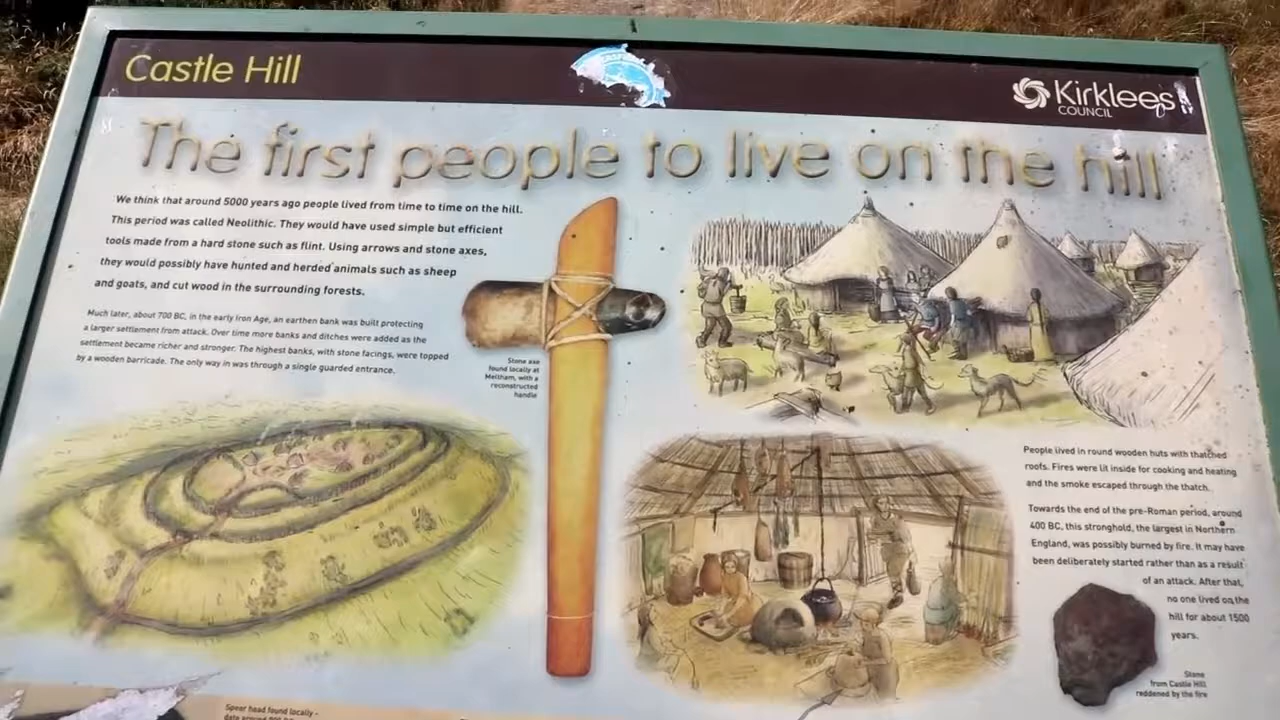 Castle Hill
Kirklees
COUNCIL
The first people to live on the hill
We think that around 5000 years ago people lived from time to time on the hill.
This period was called Neolithic. They would have used simple but efficient
tools made from a hard stone such as flint. Using arrows and stone axes,
they would possibly have hunted and herded animals such as sheep
and goats, and cut wood in the surrounding forests.
Much later, about 700 BC, in the early Iron Age, an earthen bank was built protecting
a larger settlement from attack. Over time more banks and ditches were added as the
settlement became richer and stronger. The highest banks, with stone facings, were topped
by a wooden barricade. The only way in was through a single guarded entrance.
Stone axe
found locally at
Meltham, with a
reconstructed
handle
People lived in round wooden huts with thatched
roofs. Fires were lit inside for cooking and heating
and the smoke escaped through the thatch.
Towards the end of the pre-Roman period, around
400 BC, this stronghold, the largest in Northern
England, was possibly burned by fire. It may have
been deliberately started rather than as a result
of an attack. After that,
no one lived on the
hill for about 1500
years.
Stone
from Castle Hill
reddened by the fire
Spear head found locally -
date around